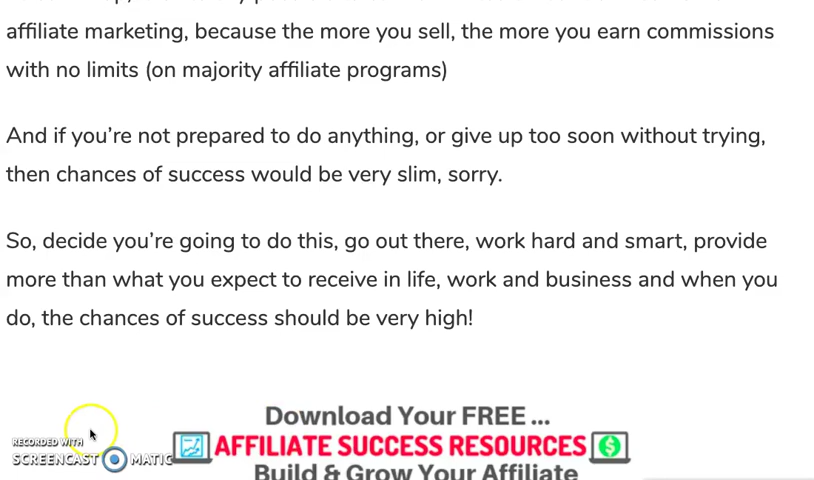 affiliate marketing, because the more you sell, the more you earn commissions
with no limits (on majority affiliate programs)
And if you’re not prepared to do anything, or give up too soon without trying,
then chances of success would be very slim, sorry.
So, decide you’re going to do this, go out there, work hard and smart, provide
more than what you expect to receive in life, work and business and when you
do, the chances of success should be very high!
Download Your FREE ...
AFFILIATE SUCCESS RESOURCES
Build & Grow Your Affiliate
RECORDED WITH
SCREENCAST MATIC